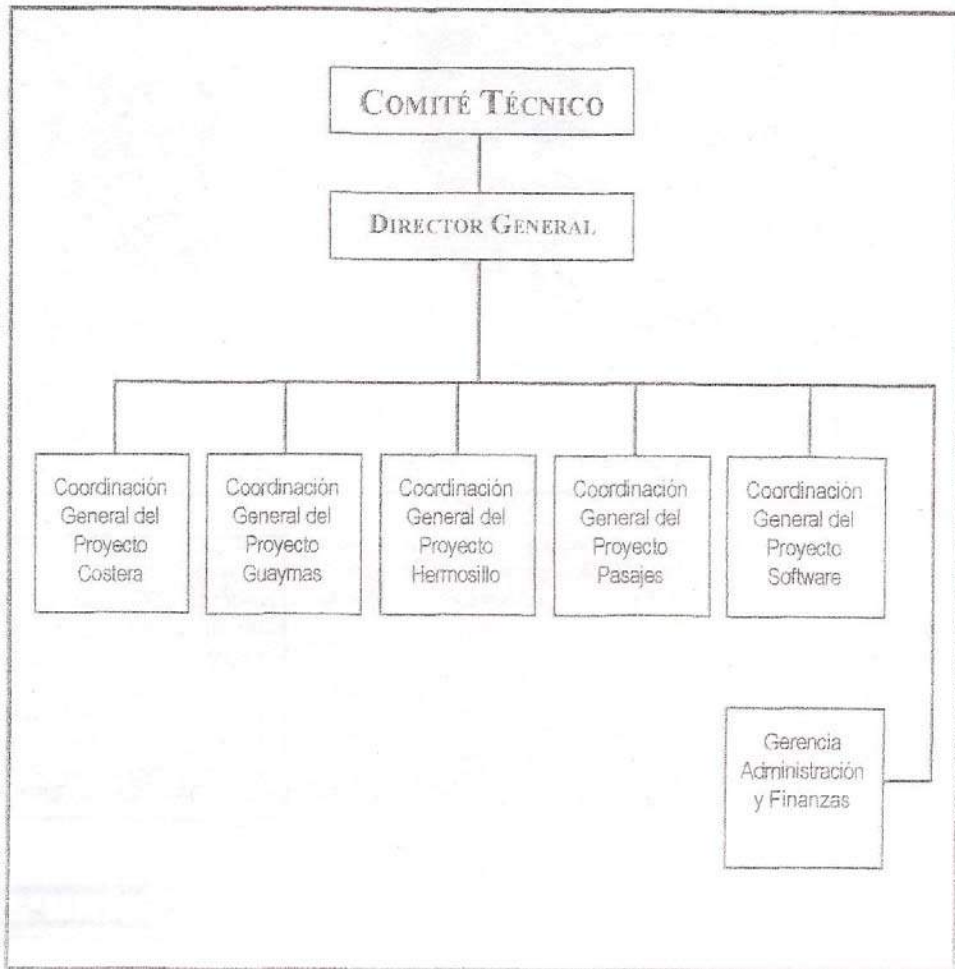 COMITÉ TÉCNICO
DIRECTOR GENERAL
Coordinación
General del
Proyecto
Costera
Coordinación
General del
Proyecto
Guaymas
Coordinación
General del
Proyecto
Hermosillo
Coordinación
General del
Proyecto
Pasajes
Coordinación
General del
Proyecto
Software
Gerencia
Administración
y Finanzas